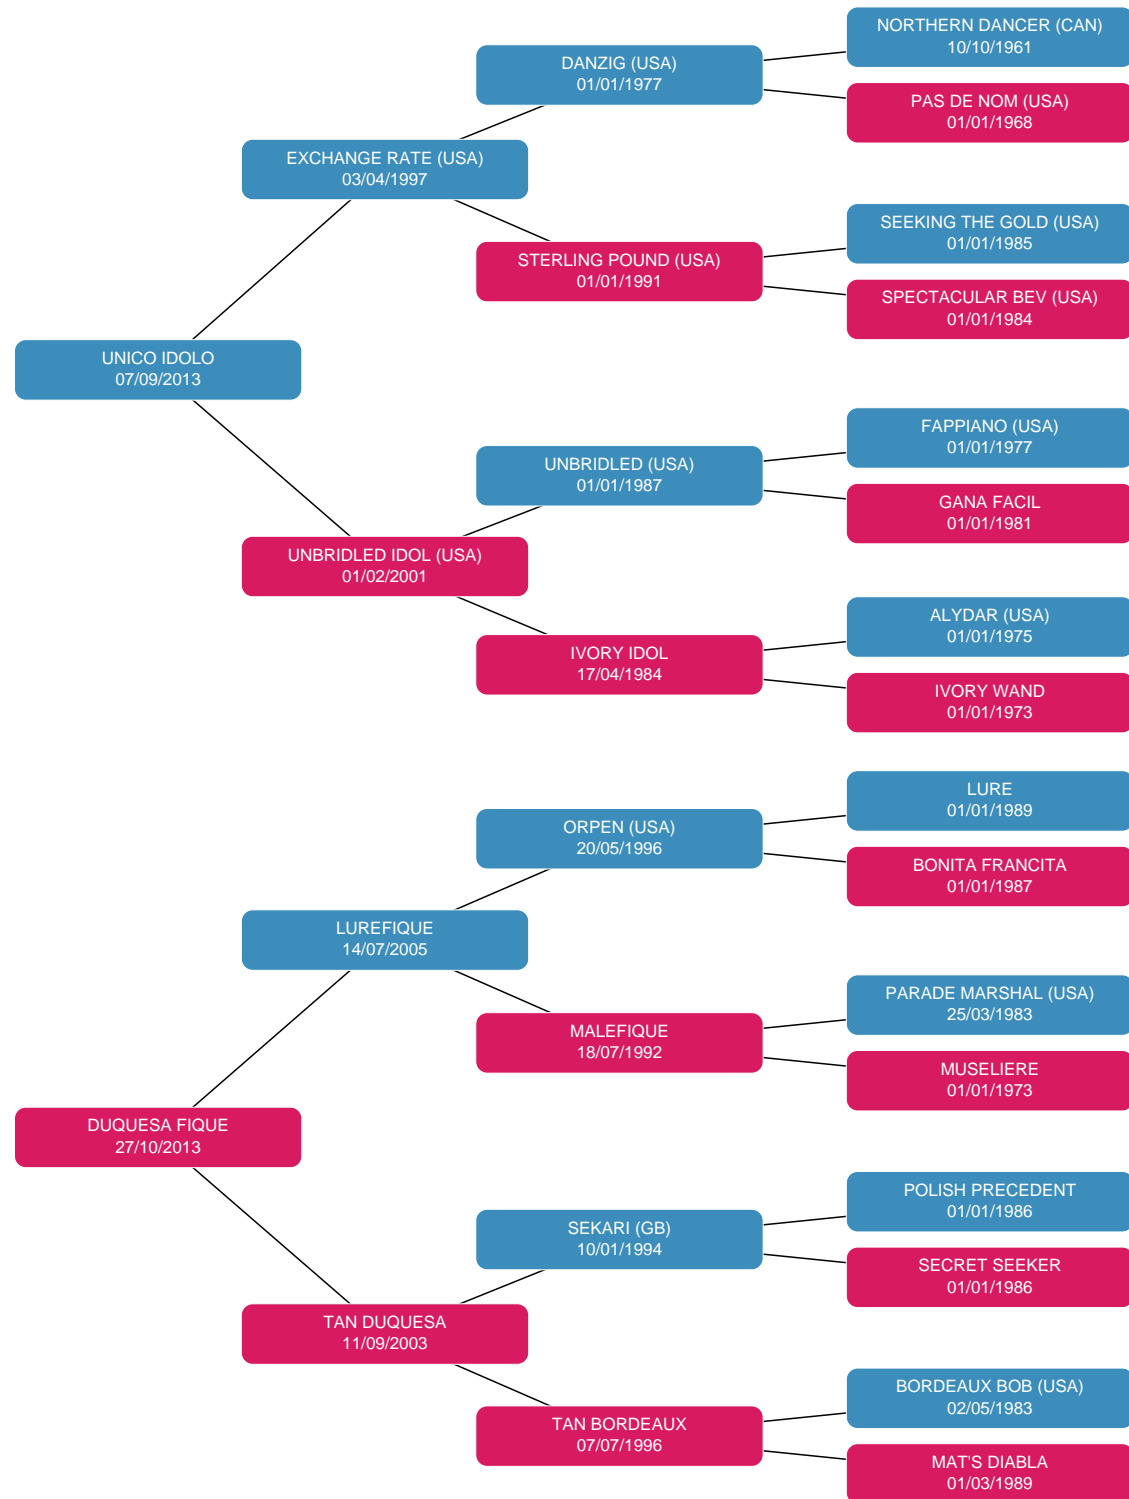 NORTHERN DANCER (CAN)
10/10/1961
DANZIG (USA)
01/01/1977
PAS DE NOM (USA)
01/01/1968
EXCHANGE RATE (USA)
03/04/1997
SEEKING THE GOLD (USA)
01/01/1985
STERLING POUND (USA)
01/01/1991
SPECTACULAR BEV (USA)
01/01/1984
UNICO IDOLO
07/09/2013
FAPPIANO (USA)
01/01/1977
UNBRIDLED (USA)
01/01/1987
GANA FACIL
01/01/1981
UNBRIDLED IDOL (USA)
01/02/2001
ALYDAR (USA)
01/01/1975
IVORY IDOL
17/04/1984
IVORY WAND
01/01/1973
LURE
01/01/1989
ORPEN (USA)
20/05/1996
BONITA FRANCITA
01/01/1987
LUREFIQUE
14/07/2005
PARADE MARSHAL (USA)
25/03/1983
MALEFIQUE
18/07/1992
MUSELIERE
01/01/1973
DUQUESA FIQUE
27/10/2013
POLISH PRECEDENT
01/01/1986
SEKARI (GB)
10/01/1994
SECRET SEEKER
01/01/1986
TAN DUQUESA
11/09/2003
BORDEAUX BOB (USA)
02/05/1983
TAN BORDEAUX
07/07/1996
MAT'S DIABLA
01/03/1989